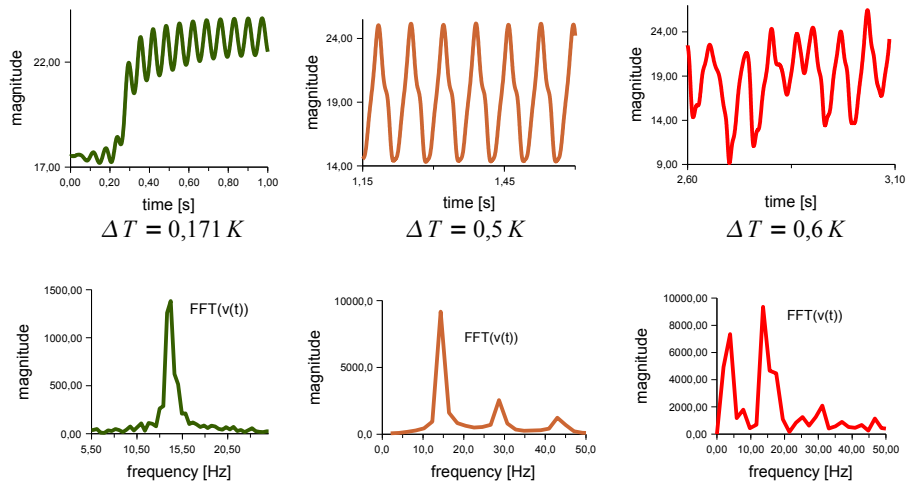 magnitude
22,00
17,00
0,00 0,20 0,40 0,60 0,80 1,00
time [s]
ΔT = 0,171 K
magnitude
24,00
19,00
14,00
1,15 1,45
time [s]
ΔT = 0,5 K
magnitude
24,00
19,00
14,00
9,00
2,60 3,10
time [s]
ΔT = 0,6 K
magnitude
1500,00
1000,00
500,00
0,00
FFT(v(t))
5,50 10,50 15,50 20,50
frequency [Hz]
magnitude
10000,0
5000,00
0,00
FFT(v(t))
0,0 10,0 20,0 30,0 40,0 50,0
frequency [Hz]
magnitude
10000,00
8000,00
6000,00
4000,00
2000,00
0,00
FFT(v(t))
0,00 10,00 20,00 30,00 40,00 50,00
frequency [Hz]